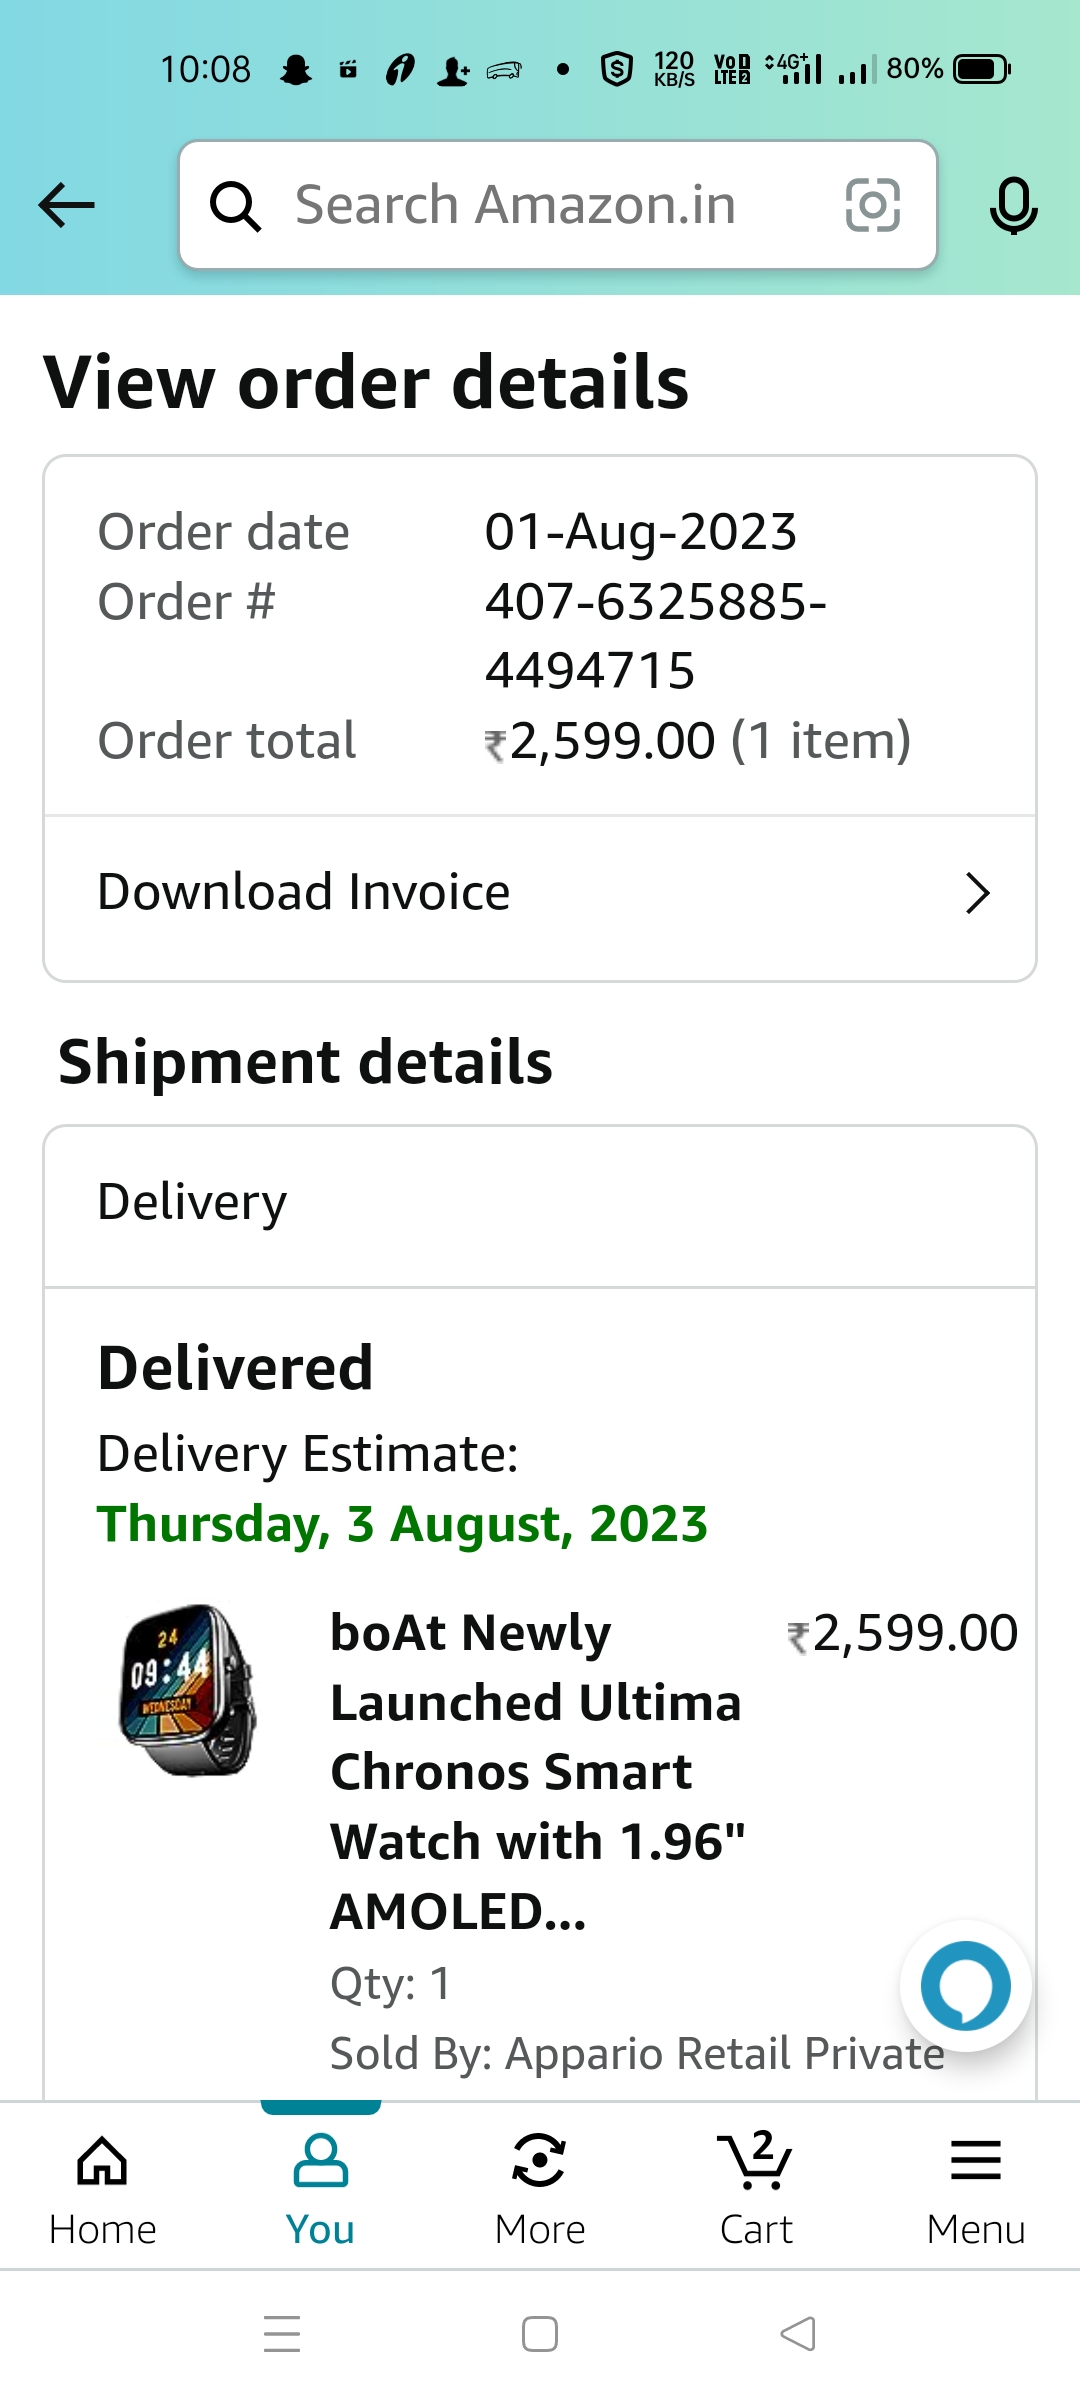 10:08 120 KB/S VoD LTE2 4G+ 80%
Search Amazon.in
View order details
Order date 01-Aug-2023
Order # 407-6325885-
4494715
Order total ₹2,599.00 (1 item)
Download Invoice
Shipment details
Delivery
Delivered
Delivery Estimate:
Thursday, 3 August, 2023
24
09:44
WEDNESDAY
boAt Newly ₹2,599.00
Launched Ultima
Chronos Smart
Watch with 1.96"
AMOLED...
Qty: 1
Sold By: Appario Retail Private
2
Home You More Cart Menu